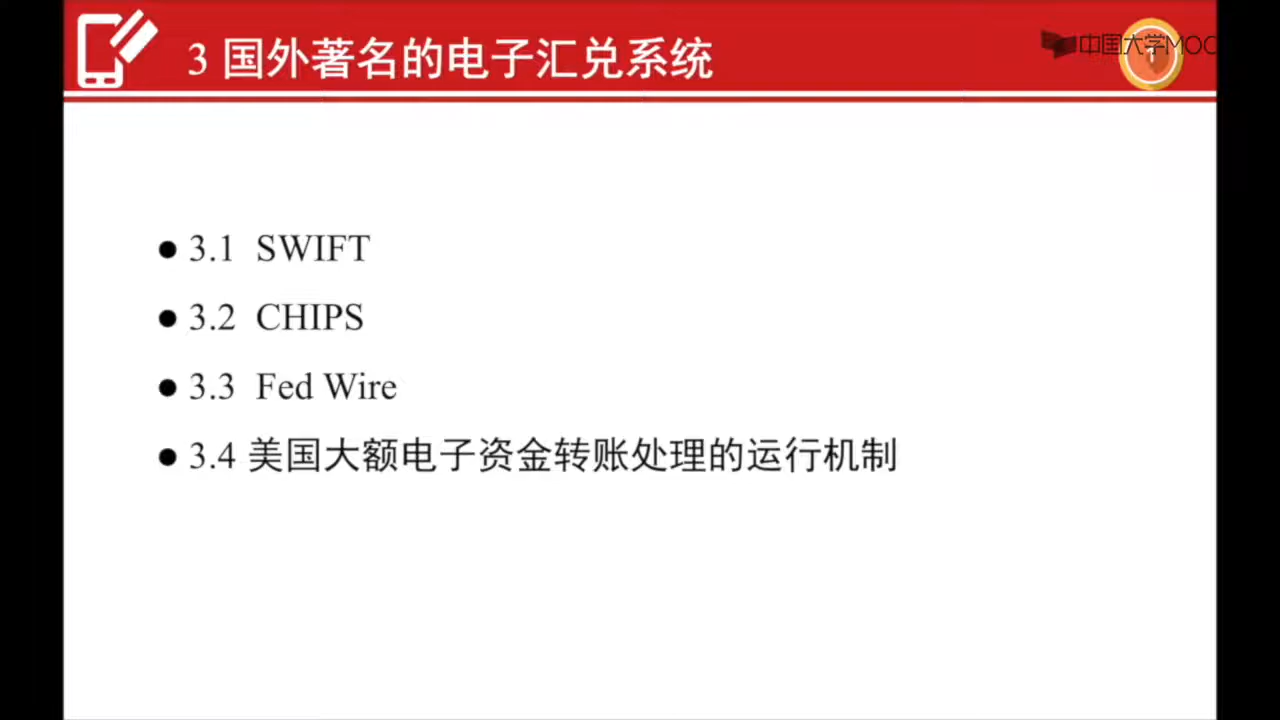 3 国外著名的电子汇兑系统
中国大学MOC
● 3.1 SWIFT
● 3.2 CHIPS
● 3.3 Fed Wire
● 3.4 美国大额电子资金转账处理的运行机制